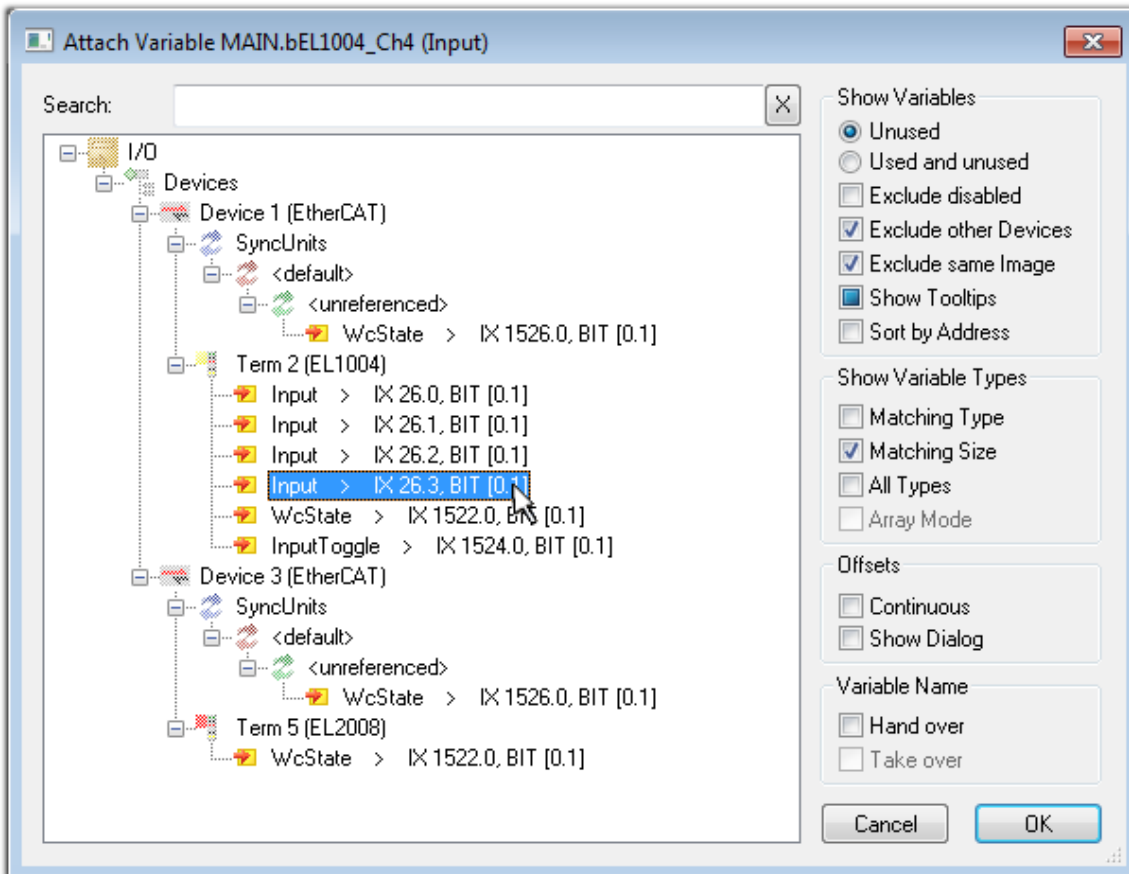 Attach Variable MAIN.bEL1004_Ch4 (Input)
Search:
X
I/O
Devices
Device 1 (EtherCAT)
SyncUnits
<default>
<unreferenced>
WcState > IX 1526.0, BIT [0.1]
Term 2 (EL1004)
Input > IX 26.0, BIT [0.1]
Input > IX 26.1, BIT [0.1]
Input > IX 26.2, BIT [0.1]
Input > IX 26.3, BIT [0.1]
WcState > IX 1522.0, BIT [0.1]
InputToggle > IX 1524.0, BIT [0.1]
Device 3 (EtherCAT)
SyncUnits
<default>
<unreferenced>
WcState > IX 1526.0, BIT [0.1]
Term 5 (EL2008)
WcState > IX 1522.0, BIT [0.1]
Show Variables
Unused
Used and unused
Exclude disabled
Exclude other Devices
Exclude same Image
Show Tooltips
Sort by Address
Show Variable Types
Matching Type
Matching Size
All Types
Array Mode
Offsets
Continuous
Show Dialog
Variable Name
Hand over
Take over
Cancel
OK